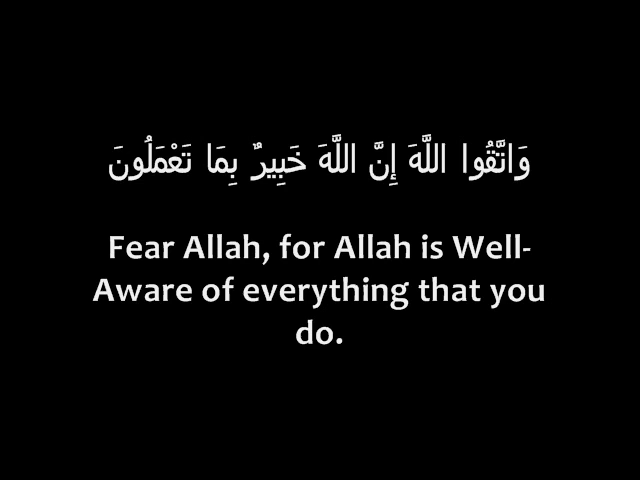 وَاتَّقُوا اللَّهَ إِنَّ اللَّهَ خَبِيرٌ بِمَا تَعْمَلُونَ
Fear Allah, for Allah is Well-
Aware of everything that you
do.